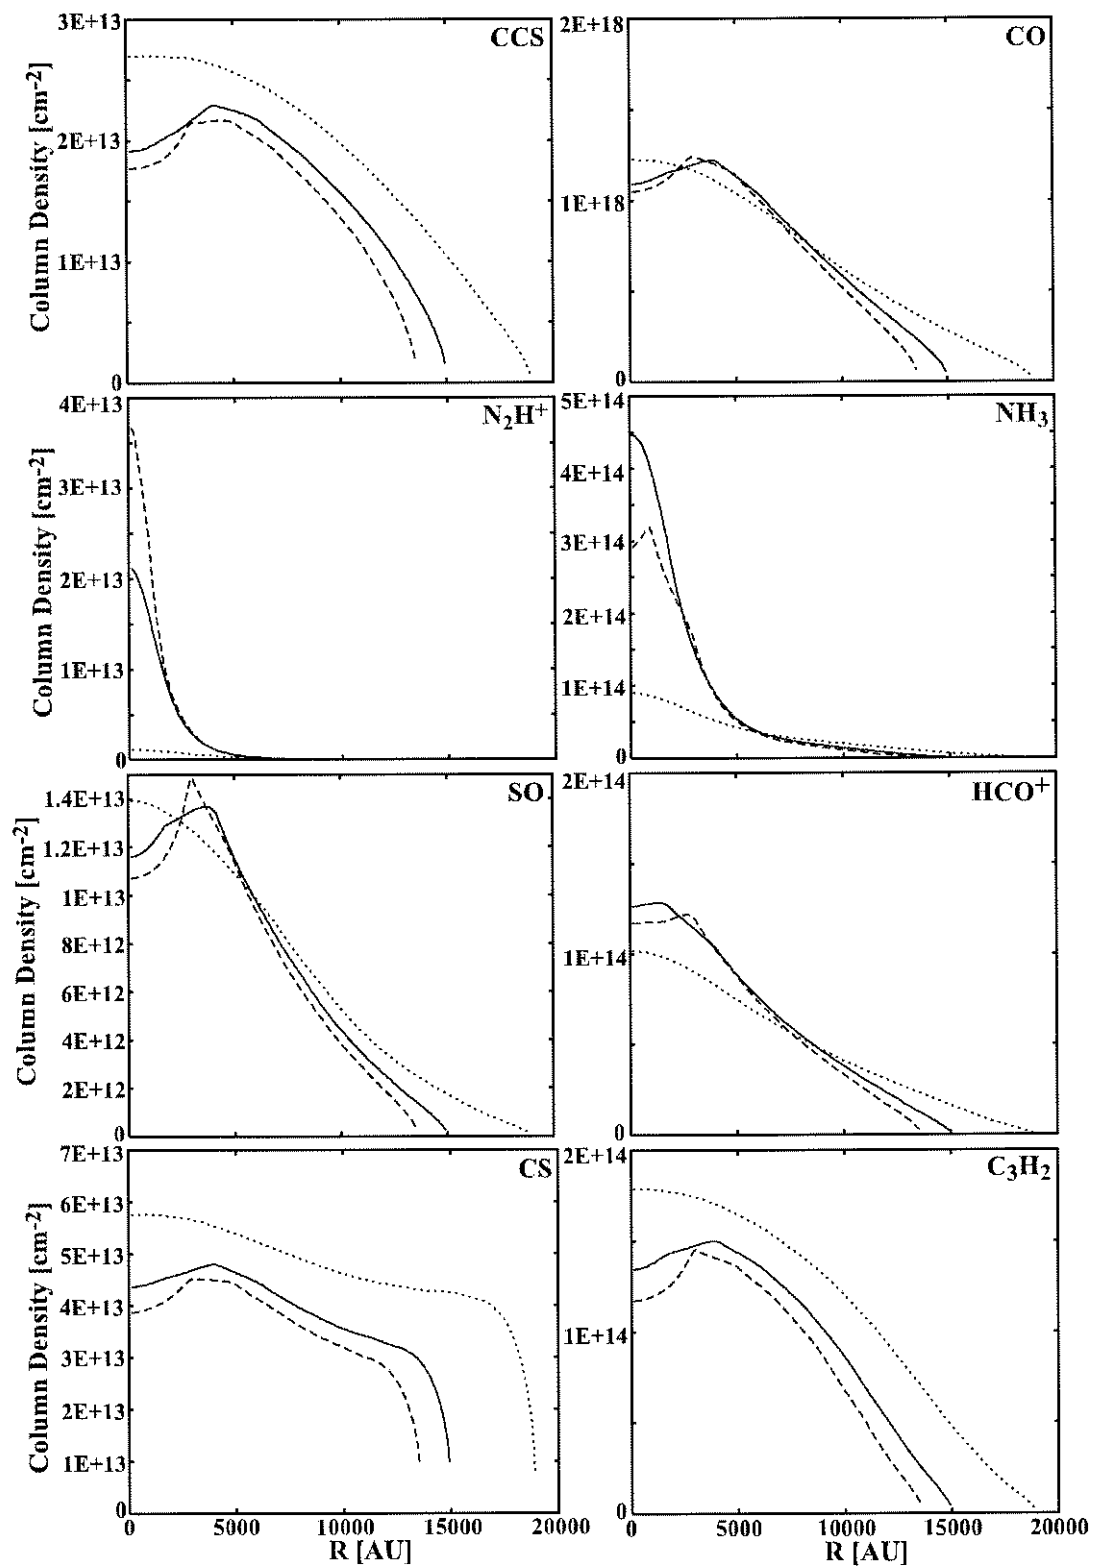 3E+13
CCS
2E+13
1E+13
0
Column Density [cm-2]
2E+18
CO
1E+18
0
4E+13
N2H+
3E+13
2E+13
1E+13
0
Column Density [cm-2]
5E+14
NH3
4E+14
3E+14
2E+14
1E+14
0
SO
1.4E+13
1.2E+13
1E+13
8E+12
6E+12
4E+12
2E+12
0
Column Density [cm-2]
2E+14
HCO+
1E+14
0
7E+13
CS
6E+13
5E+13
4E+13
3E+13
2E+13
1E+13
0
Column Density [cm-2]
0 5000 10000 15000 20000
R [AU]
2E+14
C3H2
1E+14
0
0 5000 10000 15000 20000
R [AU]